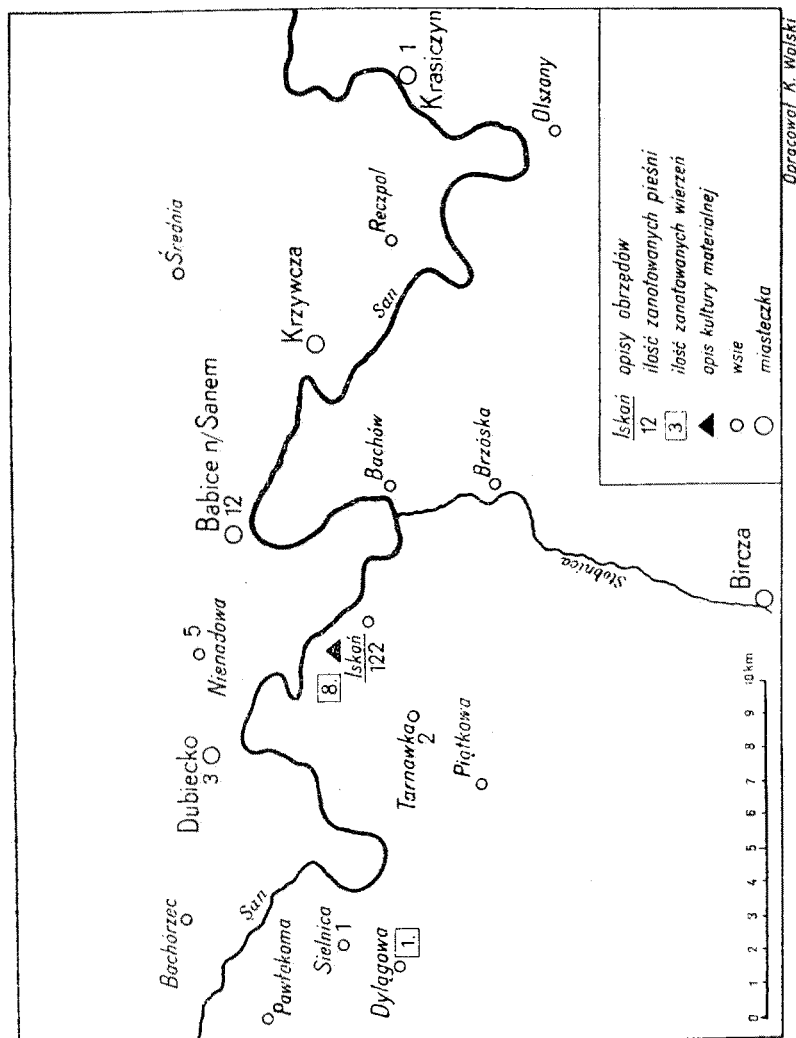 Bachórzec
San
Pawłokoma
Sielnica
1
Dylągowa
1.
Dubiecko
3
Nienadowa
5
8.
Iskań
122
Tarnawka
2
Piątkowa
Babice n/Sanem
12
Bachów
Brzóska
Stobnica
Bircza
Średnia
Krzywcza
San
Reczpol
Krasiczyn
1
Olszany
0 1 2 3 4 5 6 7 8 9 10 km
Iskań opisy obrzędów
12 ilość zanotowanych pieśni
3 ilość zanotowanych wierzeń
opis kultury materialnej
wsie
miasteczka
Opracował K. Wolski